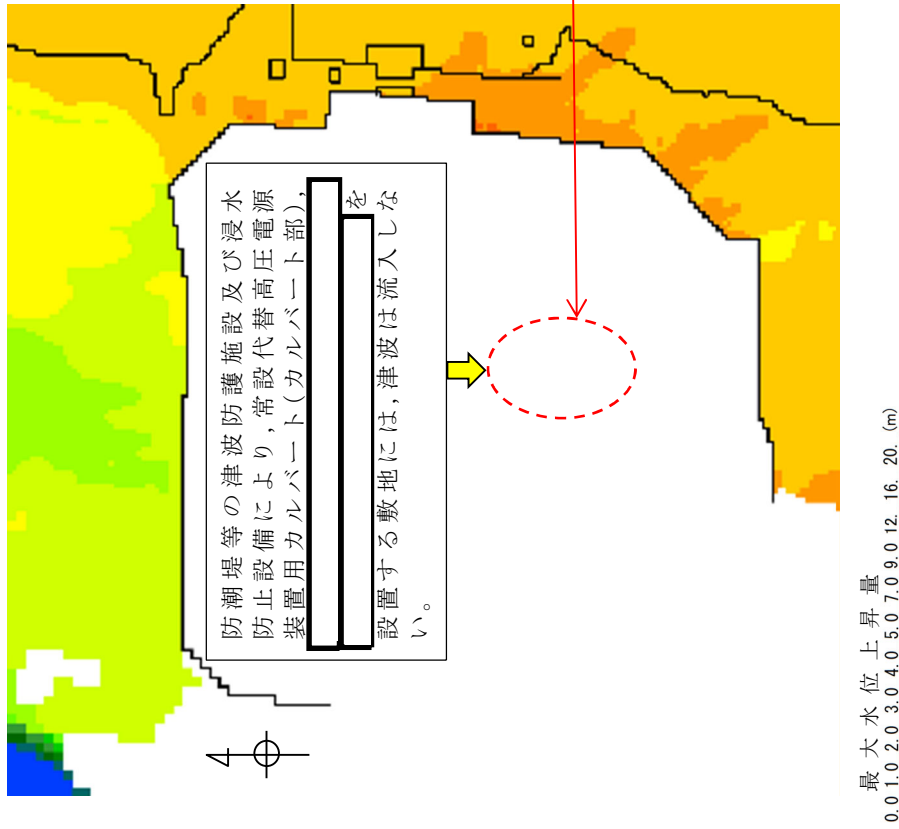 防潮堤等の津波防護施設及び浸水
防止設備により,常設代替高圧電源
装置用カルバート(カルバート部),
を
設置する敷地には,津波は流入しな
い。
最大水位上昇量
0.0 1.0 2.0 3.0 4.0 5.0 7.0 9.0 12. 16. 20. (m)